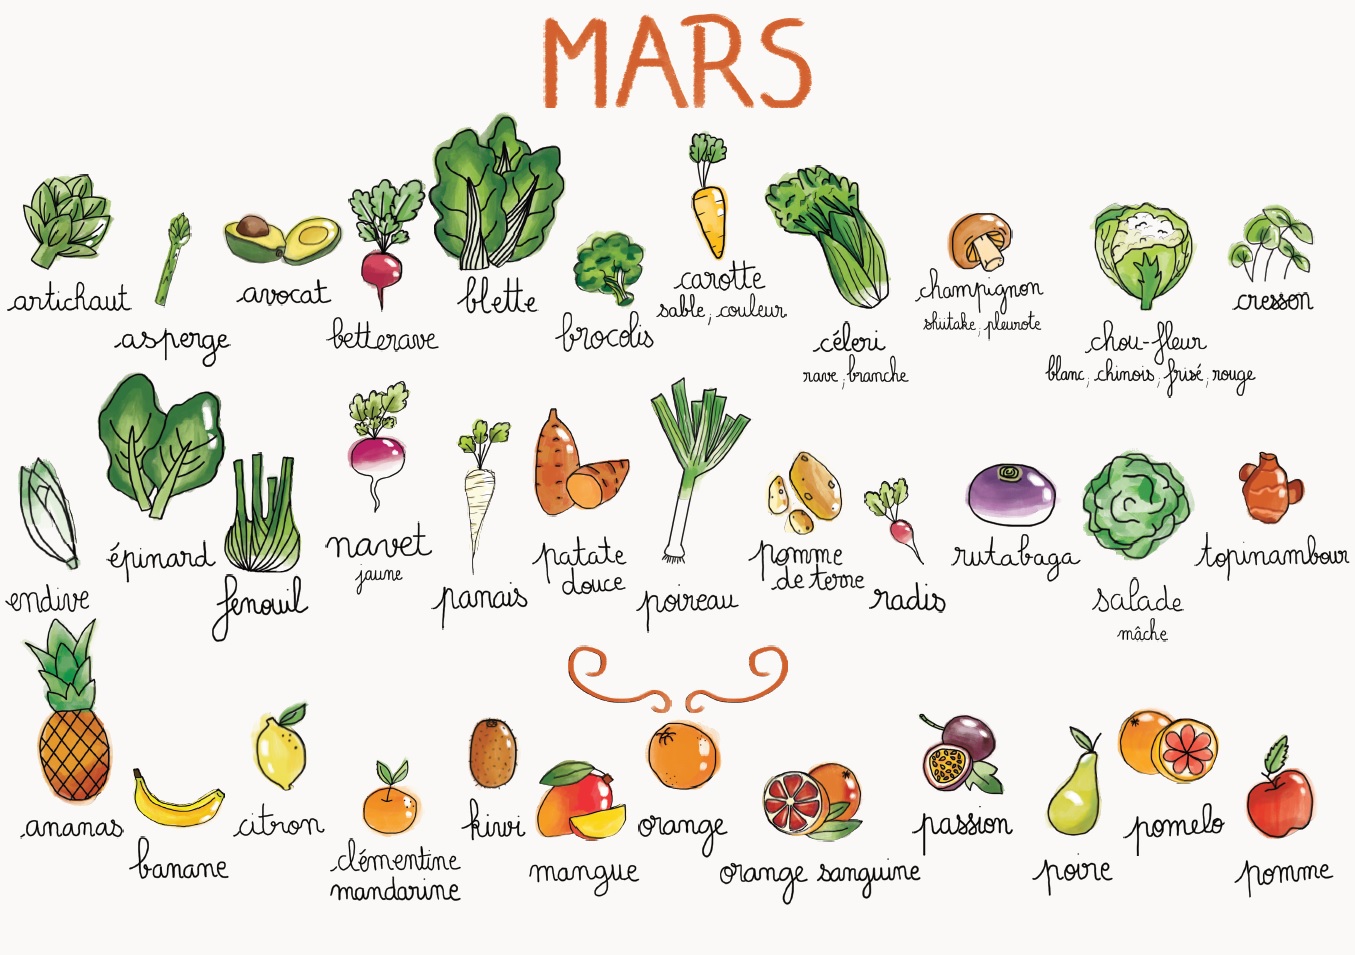 MARS
artichaut
asperge
avocat
betterave
blette
brocolis
carotte
sable, couleur
céleri
rave, branche
champignon
shiitake, pleurote
chou-fleur
blanc, chinois, frisé, rouge
cresson
endive
épinard
fenouil
navet
jaune
panais
patate
douce
poireau
pomme
de terre
radis
rutabaga
salade
mâche
topinambour
ananas
banane
citron
clémentine
mandarine
kiwi
mangue
orange
orange sanguine
passion
poire
pomelo
pomme